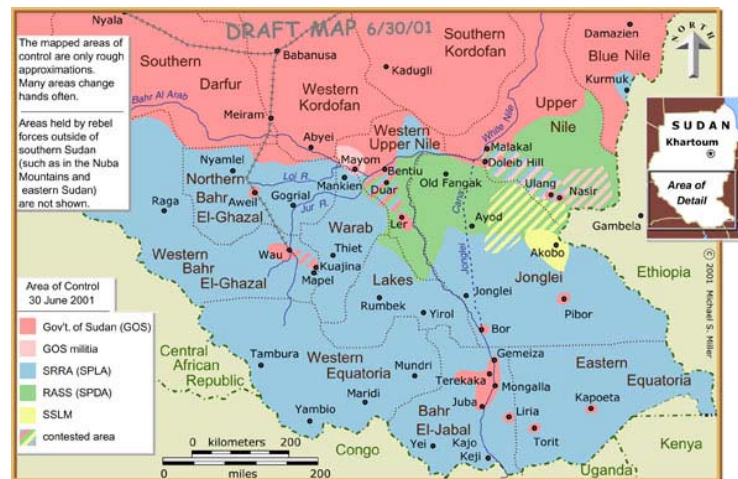 DRAFT MAP 6/30/01
NORTH
The mapped areas of
control are only rough
approximations.
Many areas change
hands often.
Areas held by rebel
forces outside of
southern Sudan
(such as in the Nuba
Mountains and
eastern Sudan)
are not shown.
Nyala
Babanusa
Southern
Darfur
Western
Kordofan
Kadugli
Southern
Kordofan
Damazien
Blue Nile
Kurmuk
Bahr Al Arab
Meiram
Abyei
Western
Upper Nile
White Nile
Upper
Nile
SUDAN
Khartoum
Area of
Detail
Nyamlel
Lol R.
Mayom
Mankien
Bentiu
Duar
Malakal
Doleib Hill
Old Fangak
Ulang
Nasir
Northern
Bahr
El-Ghazal
Aweil
Gogrial
Jur R.
Raga
Warab
Ler
Canal
Jonglei
Ayod
Gambela
Western
Bahr
El-Ghazal
Wau
Thiet
Kuajina
Mapel
Akobo
Jonglei
Ethiopia
Lakes
Rumbek
Yirol
Jonglei
Pibor
Bor
© 2001 Michael S. Miller
Area of Control
30 June 2001
Gov't. of Sudan (GOS)
GOS militia
SRRA (SPLA)
RASS (SPDA)
SSLM
contested area
Central
African
Republic
Tambura
Western
Equatoria
Mundri
Maridi
Yambio
Gemeiza
Terekaka
Mongalla
Juba
Eastern
Equatoria
Kapoeta
Liria
Torit
Bahr
El-Jabal
Yei
Kajo
Keji
0 kilometers 200
0 miles 200
Congo
Uganda
Kenya